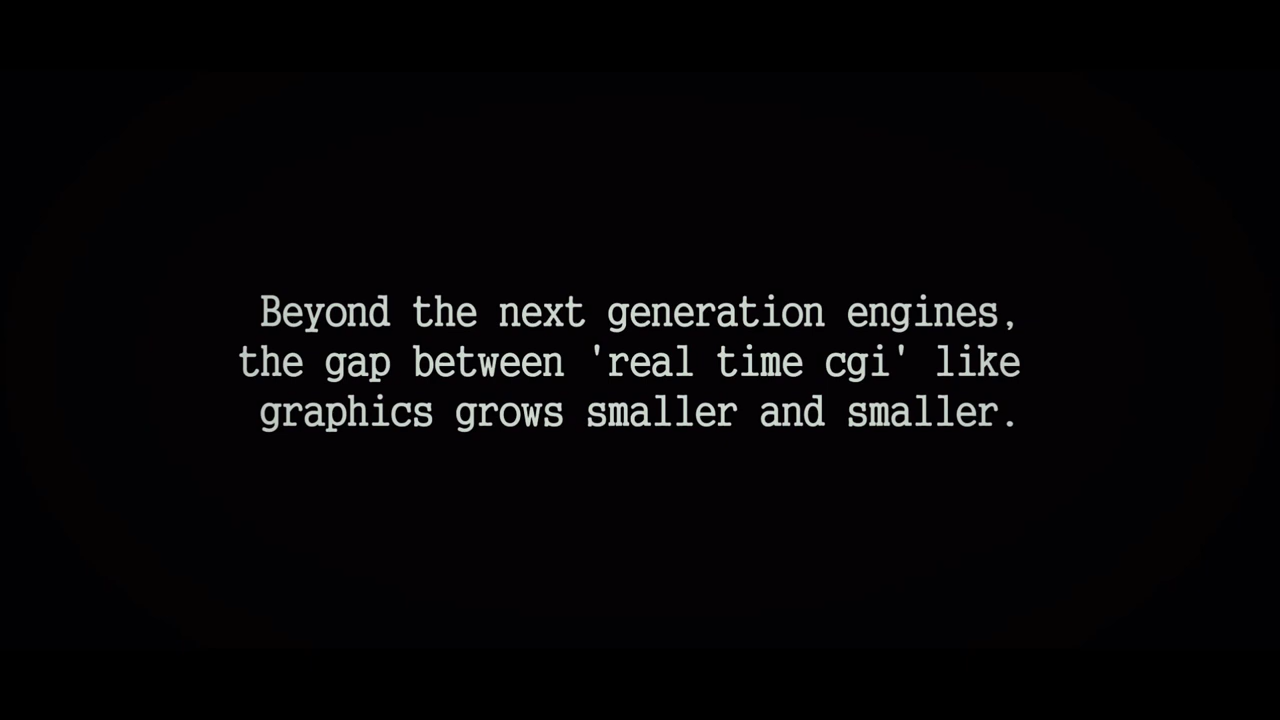 Beyond the next generation engines,
the gap between 'real time cgi' like
graphics grows smaller and smaller.